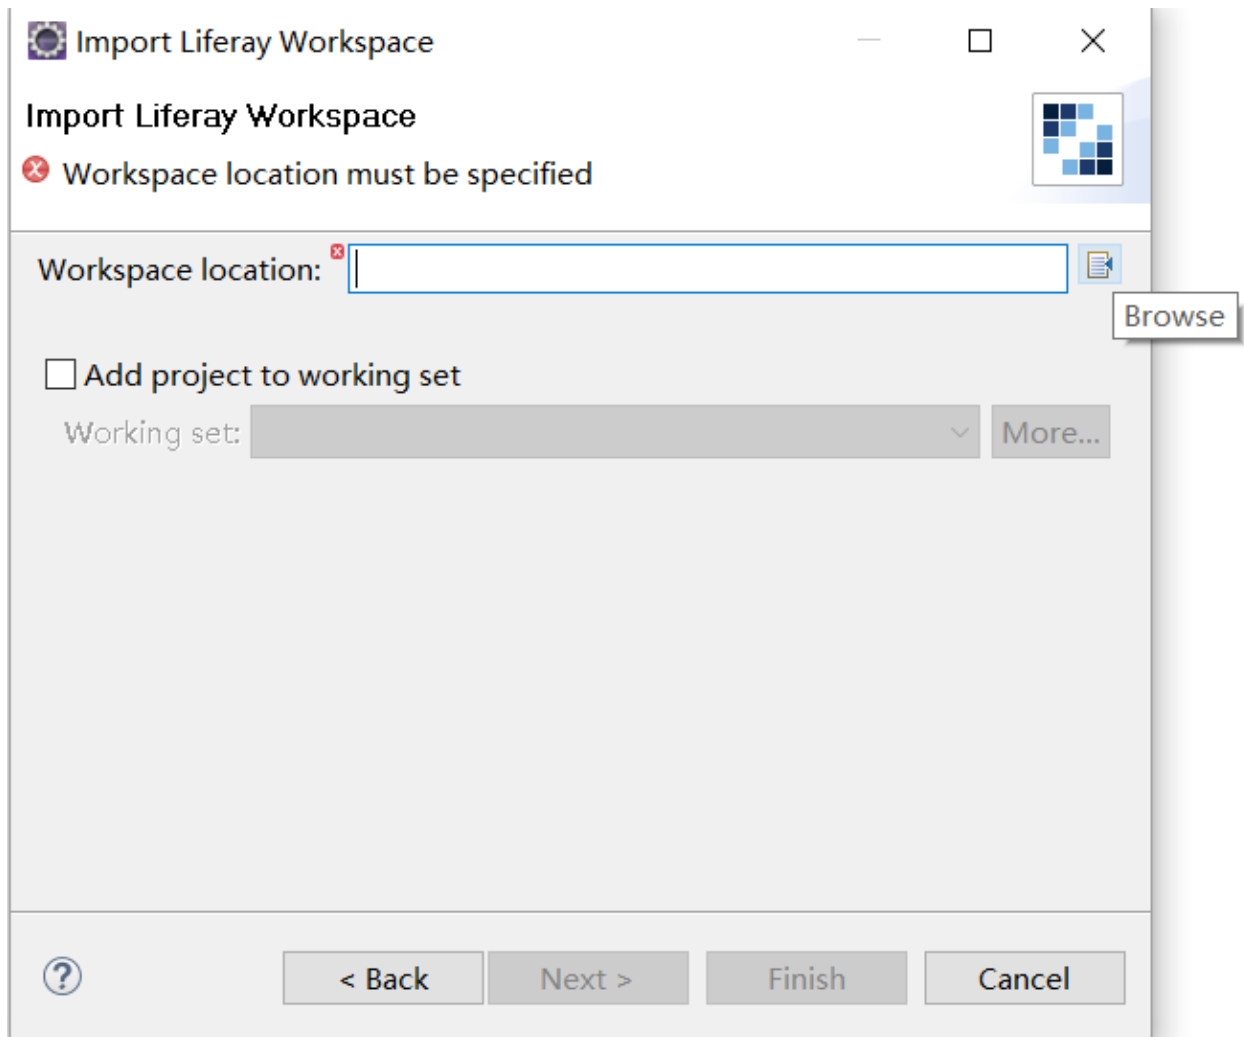 Import Liferay Workspace
Import Liferay Workspace
Workspace location must be specified
Workspace location:
Browse
Add project to working set
Working set:
More...
< Back
Next >
Finish
Cancel